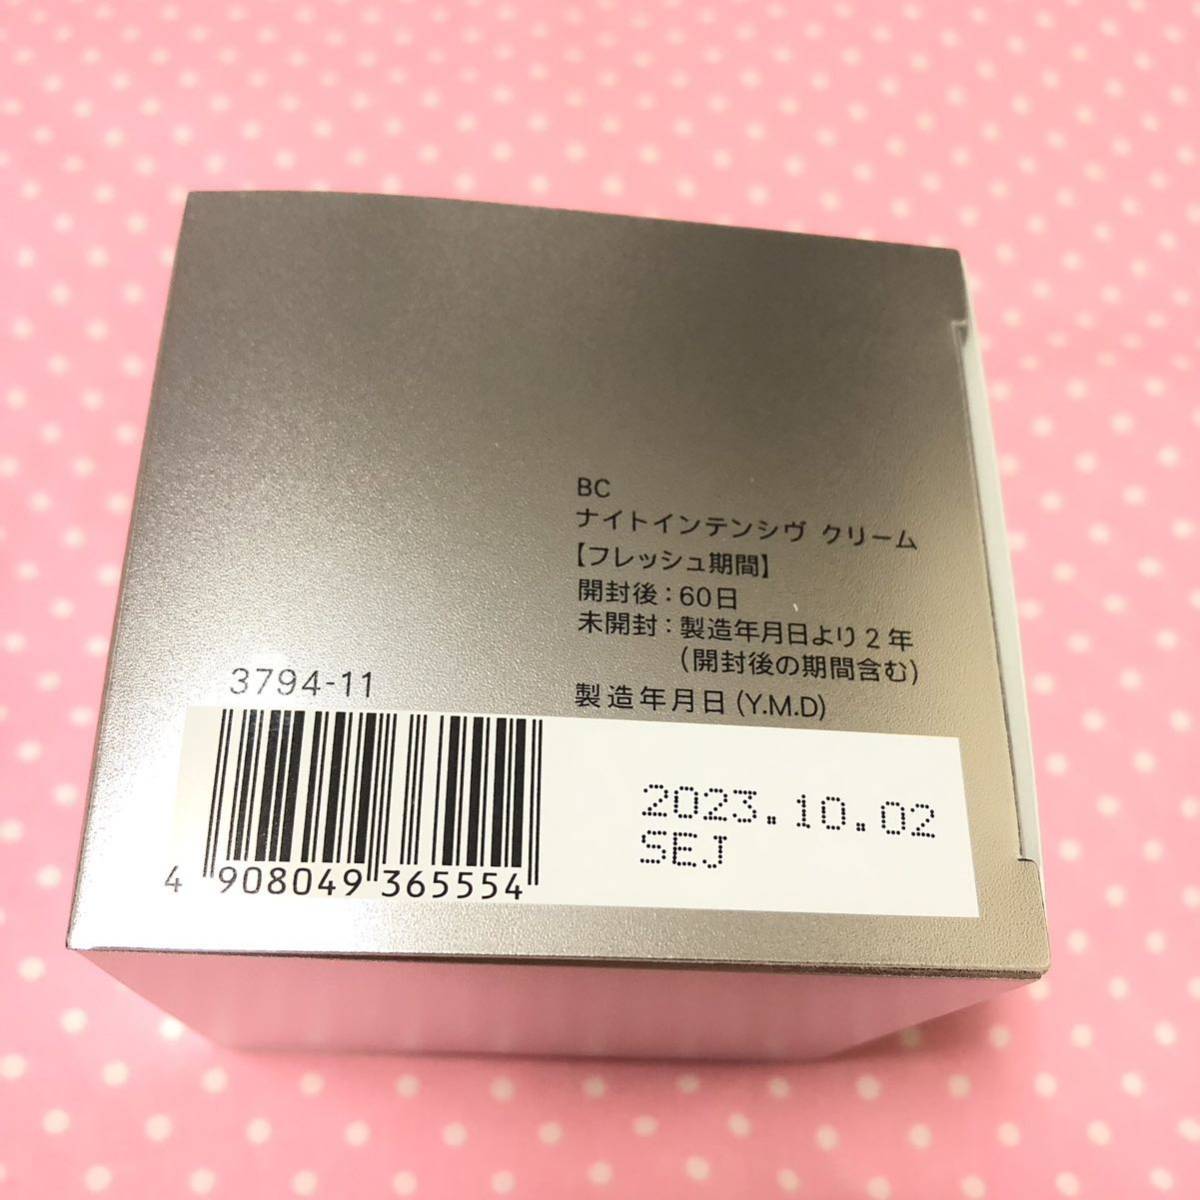 BC
ナイトインテンシヴ クリーム
【フレッシュ期間】
開封後：60日
未開封：製造年月日より2年
(開封後の期間含む)
製造年月日(Y.M.D)
3794-11
2023.10.02
SEJ
4 908049 365554